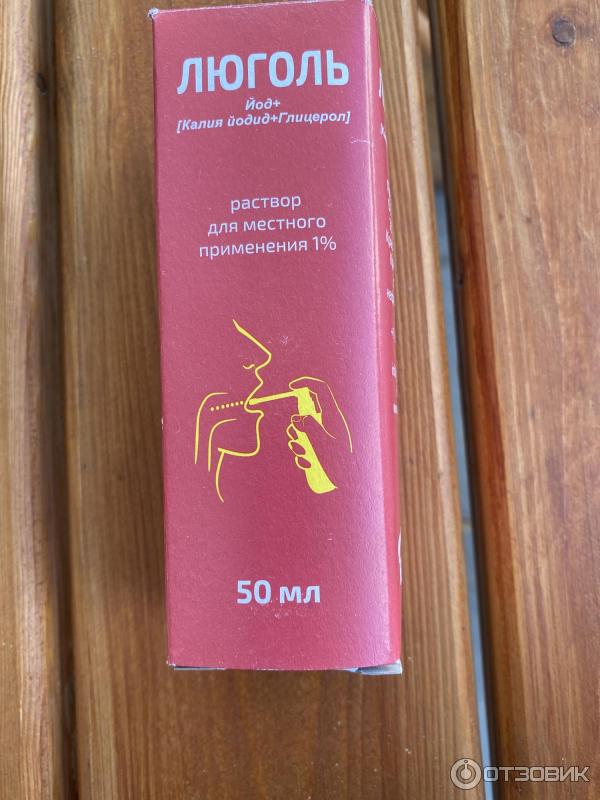 ЛЮГОЛЬ
Йод+
[Калия йодид+Глицерол]
раствор
для местного
применения 1%
50 мл
ОТЗОВИК